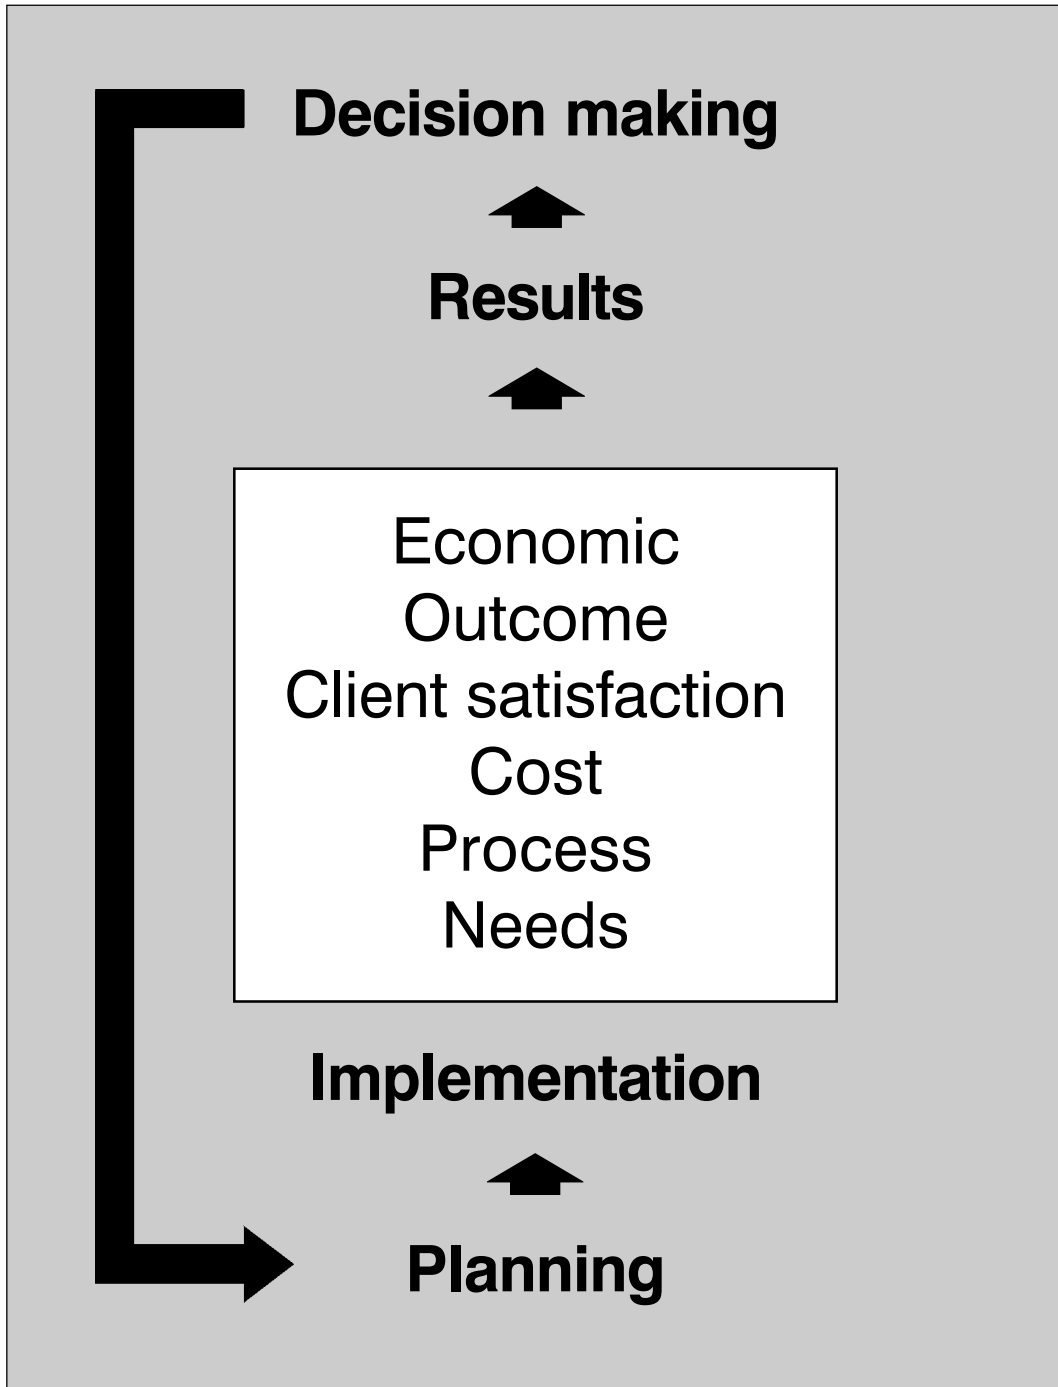 Decision making
Results
Economic
Outcome
Client satisfaction
Cost
Process
Needs
Implementation
Planning